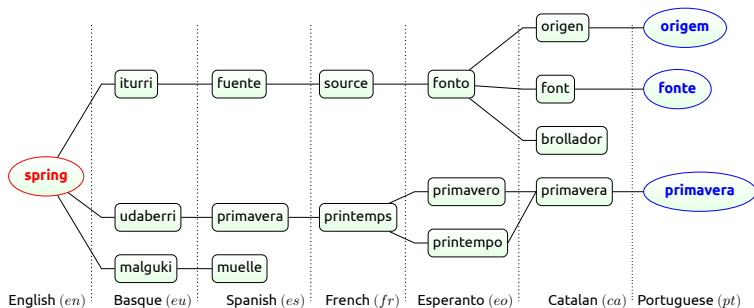 origen origem
iturri fuente source fonto font fonte
brollador
spring
primavero primavera primavera
udaberri primavera printemps
printempo
malguki muelle
English (en) Basque (eu) Spanish (es) French (fr) Esperanto (eo) Catalan (ca) Portuguese (pt)